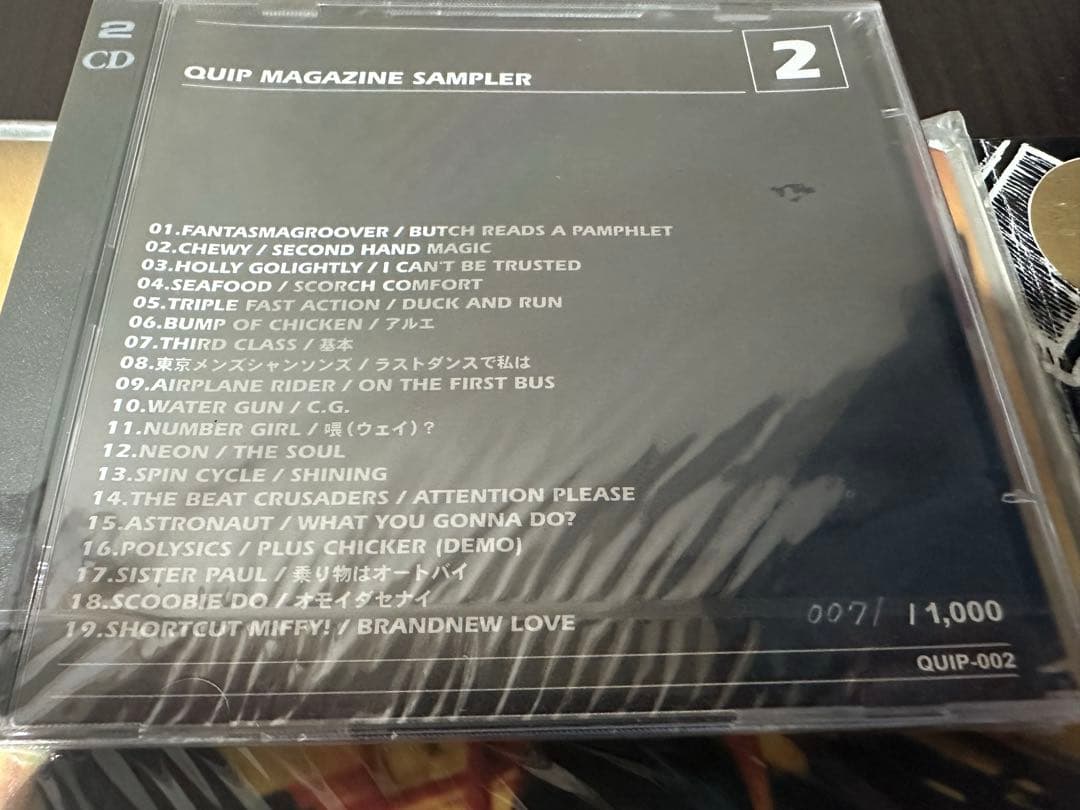 2
CD
QUIP MAGAZINE SAMPLER
2
01.FANTASMAGROOVER / BUTCH READS A PAMPHLET
02.CHEWY / SECOND HAND MAGIC
03.HOLLY GOLIGHTLY / I CAN'T BE TRUSTED
04.SEAFOOD / SCORCH COMFORT
05.TRIPLE FAST ACTION / DUCK AND RUN
06.BUMP OF CHICKEN / アルエ
07.THIRD CLASS / 基本
08.東京メンズシャンソンズ / ラストダンスで私は
09.AIRPLANE RIDER / ON THE FIRST BUS
10.WATER GUN / C.G.
11.NUMBER GIRL / 喂(ウェイ)?
12.NEON / THE SOUL
13.SPIN CYCLE / SHINING
14.THE BEAT CRUSADERS / ATTENTION PLEASE
15.ASTRONAUT / WHAT YOU GONNA DO?
16.POLYSICS / PLUS CHICKER (DEMO)
17.SISTER PAUL / 乗り物はオートバイ
18.SCOOBIE DO / オモイダセナイ
19.SHORTCUT MIFFY! / BRANDNEW LOVE
0071 / 1,000
QUIP-002